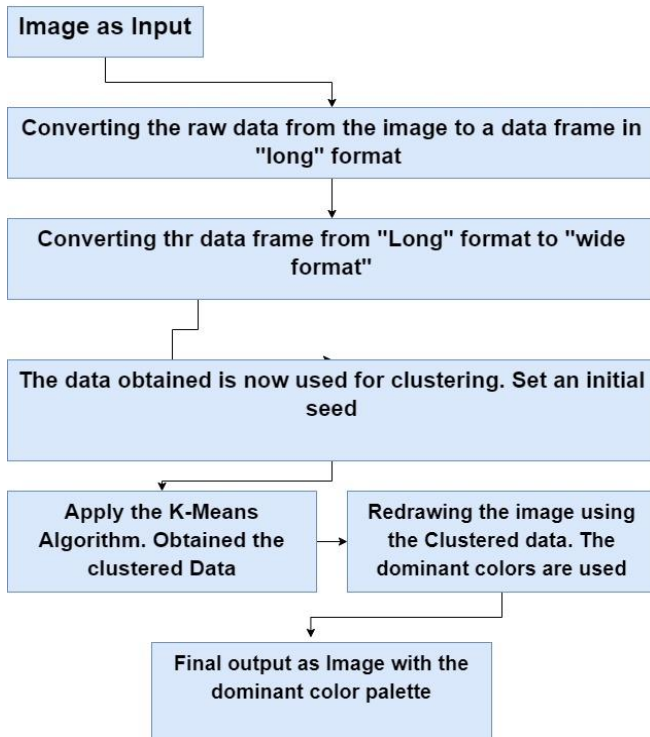 Image as Input
Converting the raw data from the image to a data frame in
"long" format
Converting thr data frame from "Long" format to "wide
format"
The data obtained is now used for clustering. Set an initial
seed
Apply the K-Means
Algorithm. Obtained the
clustered Data
Redrawing the image using
the Clustered data. The
dominant colors are used
Final output as Image with the
dominant color palette